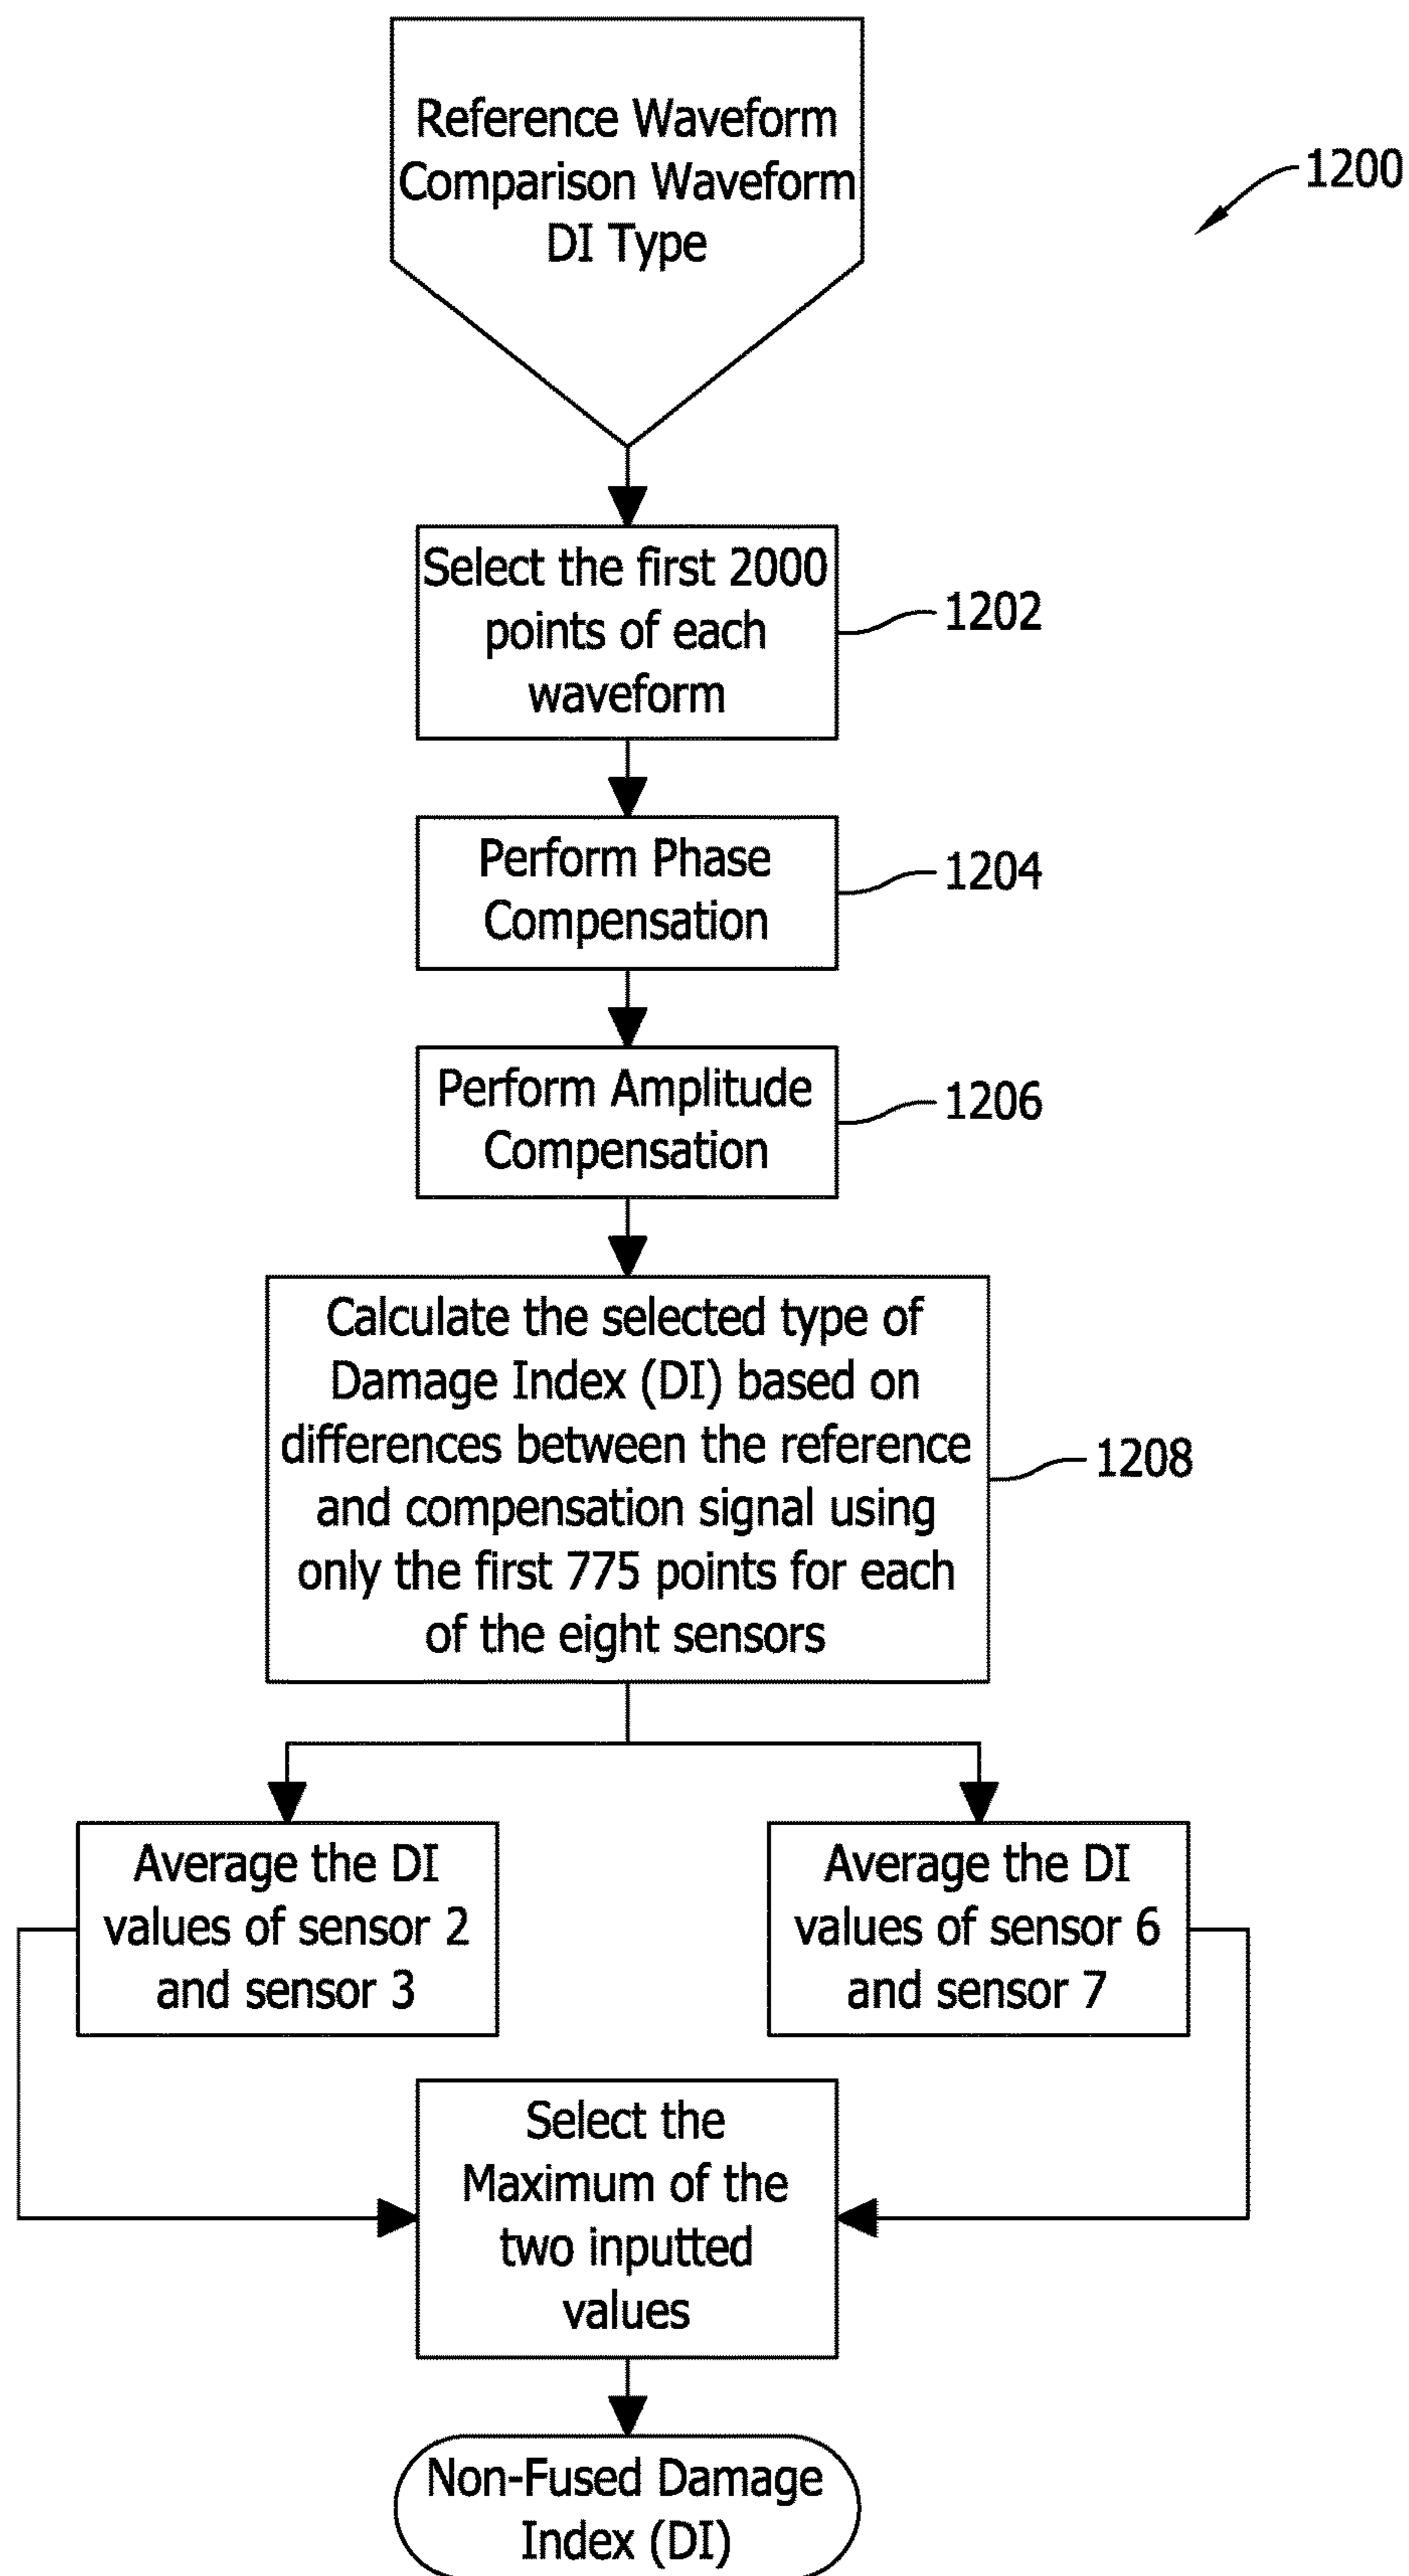 Reference Waveform
Comparison Waveform
DI Type
1200
Select the first 2000
points of each
waveform
1202
Perform Phase
Compensation
1204
Perform Amplitude
Compensation
1206
Calculate the selected type of
Damage Index (DI) based on
differences between the reference
and compensation signal using
only the first 775 points for each
of the eight sensors
1208
Average the DI
values of sensor 2
and sensor 3
Average the DI
values of sensor 6
and sensor 7
Select the
Maximum of the
two inputted
values
Non-Fused Damage
Index (DI)